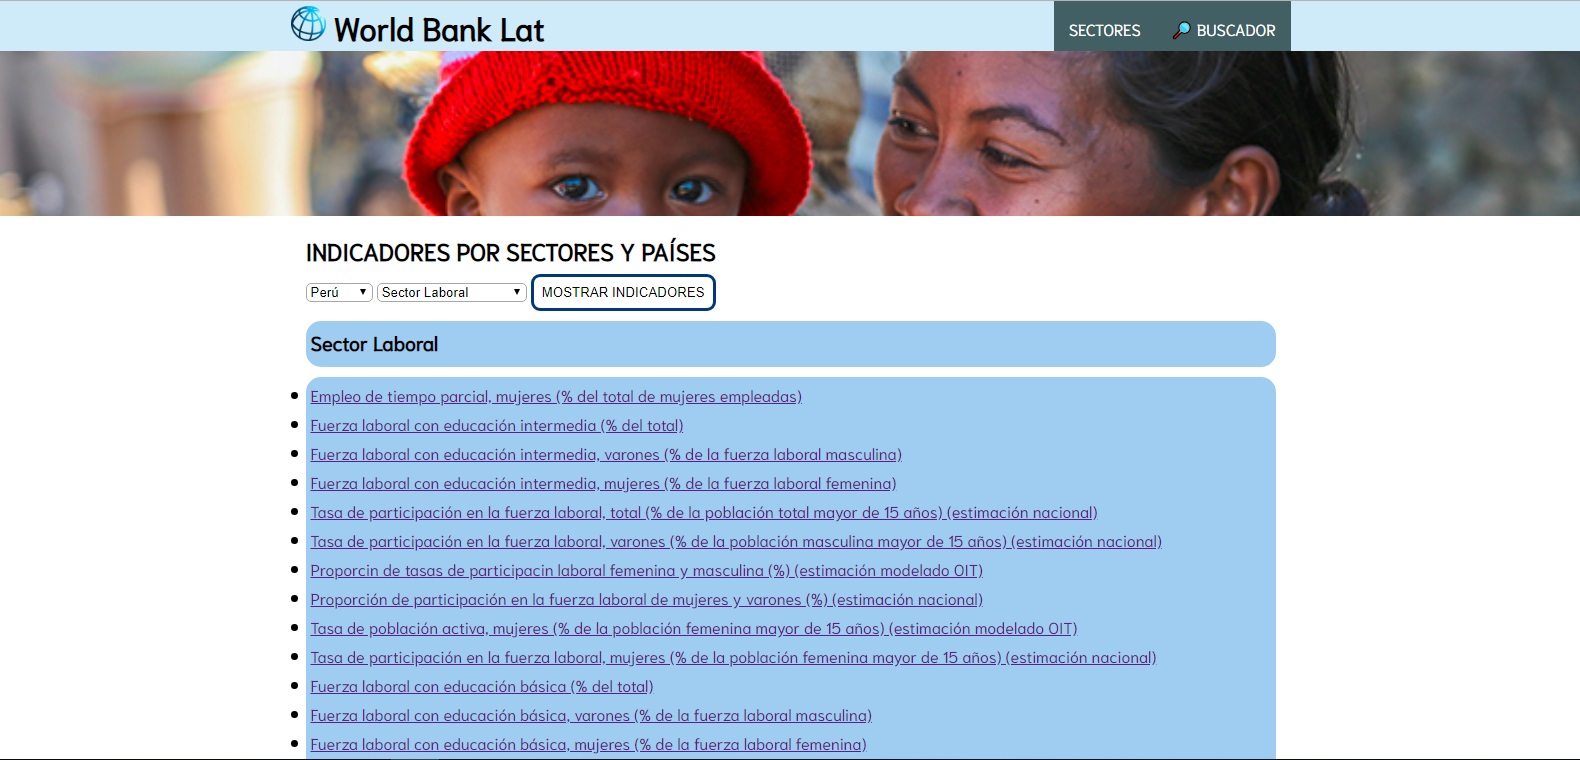 World Bank Lat
SECTORES
BUSCADOR
INDICADORES POR SECTORES Y PAÍSES
Perú
Sector Laboral
MOSTRAR INDICADORES
Sector Laboral
Empleo de tiempo parcial, mujeres (% del total de mujeres empleadas)
Fuerza laboral con educación intermedia (% del total)
Fuerza laboral con educación intermedia, varones (% de la fuerza laboral masculina)
Fuerza laboral con educación intermedia, mujeres (% de la fuerza laboral femenina)
Tasa de participación en la fuerza laboral, total (% de la población total mayor de 15 años) (estimación nacional)
Tasa de participación en la fuerza laboral, varones (% de la población masculina mayor de 15 años) (estimación nacional)
Proporcin de tasas de participacin laboral femenina y masculina (%) (estimación modelado OIT)
Proporción de participación en la fuerza laboral de mujeres y varones (%) (estimación nacional)
Tasa de población activa, mujeres (% de la población femenina mayor de 15 años) (estimación modelado OIT)
Tasa de participación en la fuerza laboral, mujeres (% de la población femenina mayor de 15 años) (estimación nacional)
Fuerza laboral con educación básica (% del total)
Fuerza laboral con educación básica, varones (% de la fuerza laboral masculina)
Fuerza laboral con educación básica, mujeres (% de la fuerza laboral femenina)